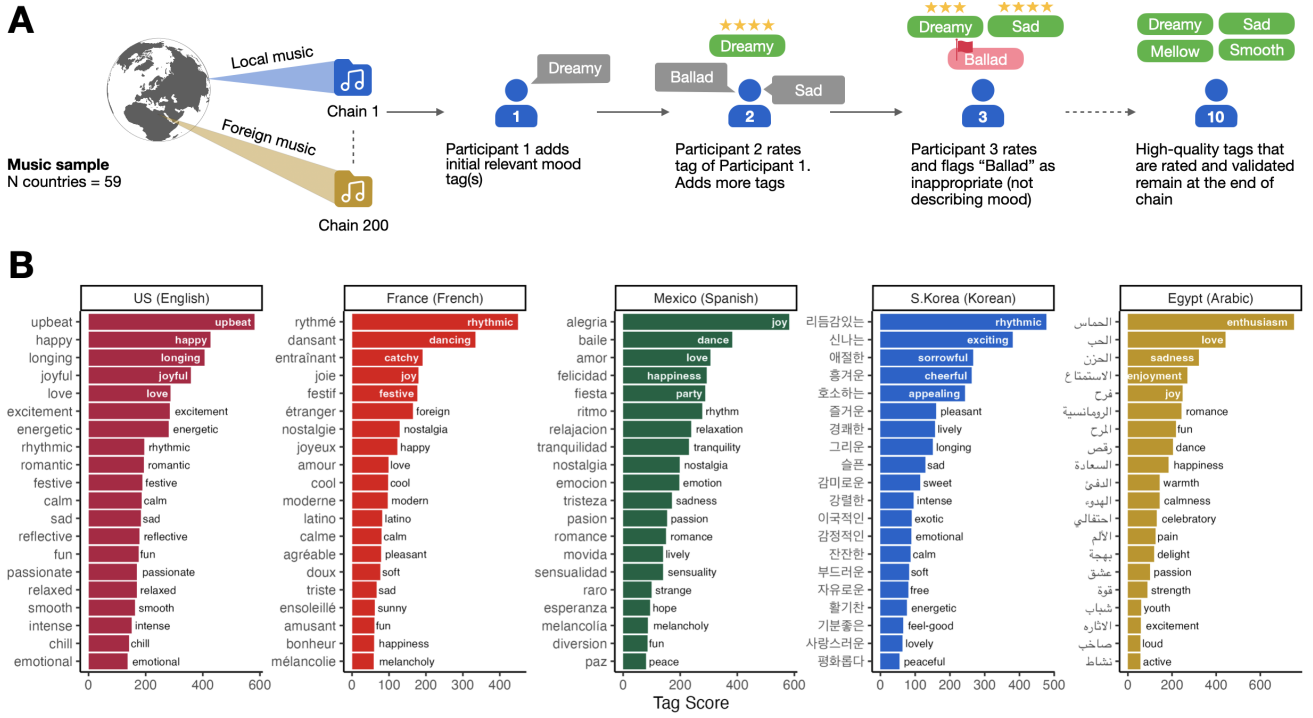 A
Music sample
N countries = 59
Local music
Foreign music
Chain 1
Chain 200
Dreamy
1
Participant 1 adds
initial relevant mood
tag(s)
Dreamy
Ballad
Sad
2
Participant 2 rates
tag of Participant 1.
Adds more tags
Dreamy
Sad
Ballad
3
Participant 3 rates
and flags “Ballad” as
inappropriate (not
describing mood)
Dreamy
Sad
Mellow
Smooth
10
High-quality tags that
are rated and validated
remain at the end of
chain
B
US (English)
upbeat upbeat
happy happy
longing longing
joyful joyful
love love
excitement excitement
energetic energetic
rhythmic rhythmic
romantic romantic
festive festive
calm calm
sad sad
reflective reflective
fun fun
passionate passionate
relaxed relaxed
smooth smooth
intense intense
chill chill
emotional emotional
0 200 400 600
France (French)
rythmé rhythmic
dansant dancing
entraînant catchy
joie joy
festif festive
étranger foreign
nostalgie nostalgia
joyeux happy
amour love
cool cool
moderne modern
latino latino
calme calm
agréable pleasant
doux soft
triste sad
ensoleillé sunny
amusant fun
bonheur happiness
mélancolie melancholy
0 100 200 300 400
Mexico (Spanish)
alegria joy
baile dance
amor love
felicidad happiness
fiesta party
ritmo rhythm
relajacion relaxation
tranquilidad tranquility
nostalgia nostalgia
emocion emotion
tristeza sadness
pasion passion
romance romance
movida lively
sensualidad sensuality
raro strange
esperanza hope
melancolía melancholy
diversion fun
paz peace
0 200 400 600
S.Korea (Korean)
리듬감있는 rhythmic
신나는 exciting
애절한 sorrowful
흥겨운 cheerful
호소하는 appealing
즐거운 pleasant
경쾌한 lively
그리운 longing
슬픈 sad
감미로운 sweet
강렬한 intense
이국적인 exotic
감정적인 emotional
잔잔한 calm
부드러운 soft
자유로운 free
활기찬 energetic
기분좋은 feel-good
사랑스러운 lovely
평화롭다 peaceful
0 100 200 300 400 500
Egypt (Arabic)
الحماس enthusiasm
الحب love
الحزن sadness
الاستمتاع enjoyment
فرح joy
الرومانسية romance
المرح fun
رقص dance
السعادة happiness
الدفئ warmth
الهدوء calmness
احتفالي celebratory
الألم pain
بهجة delight
عشق passion
قوة strength
شباب youth
الاثاره excitement
صاخب loud
نشاط active
0 200 400 600
Tag Score